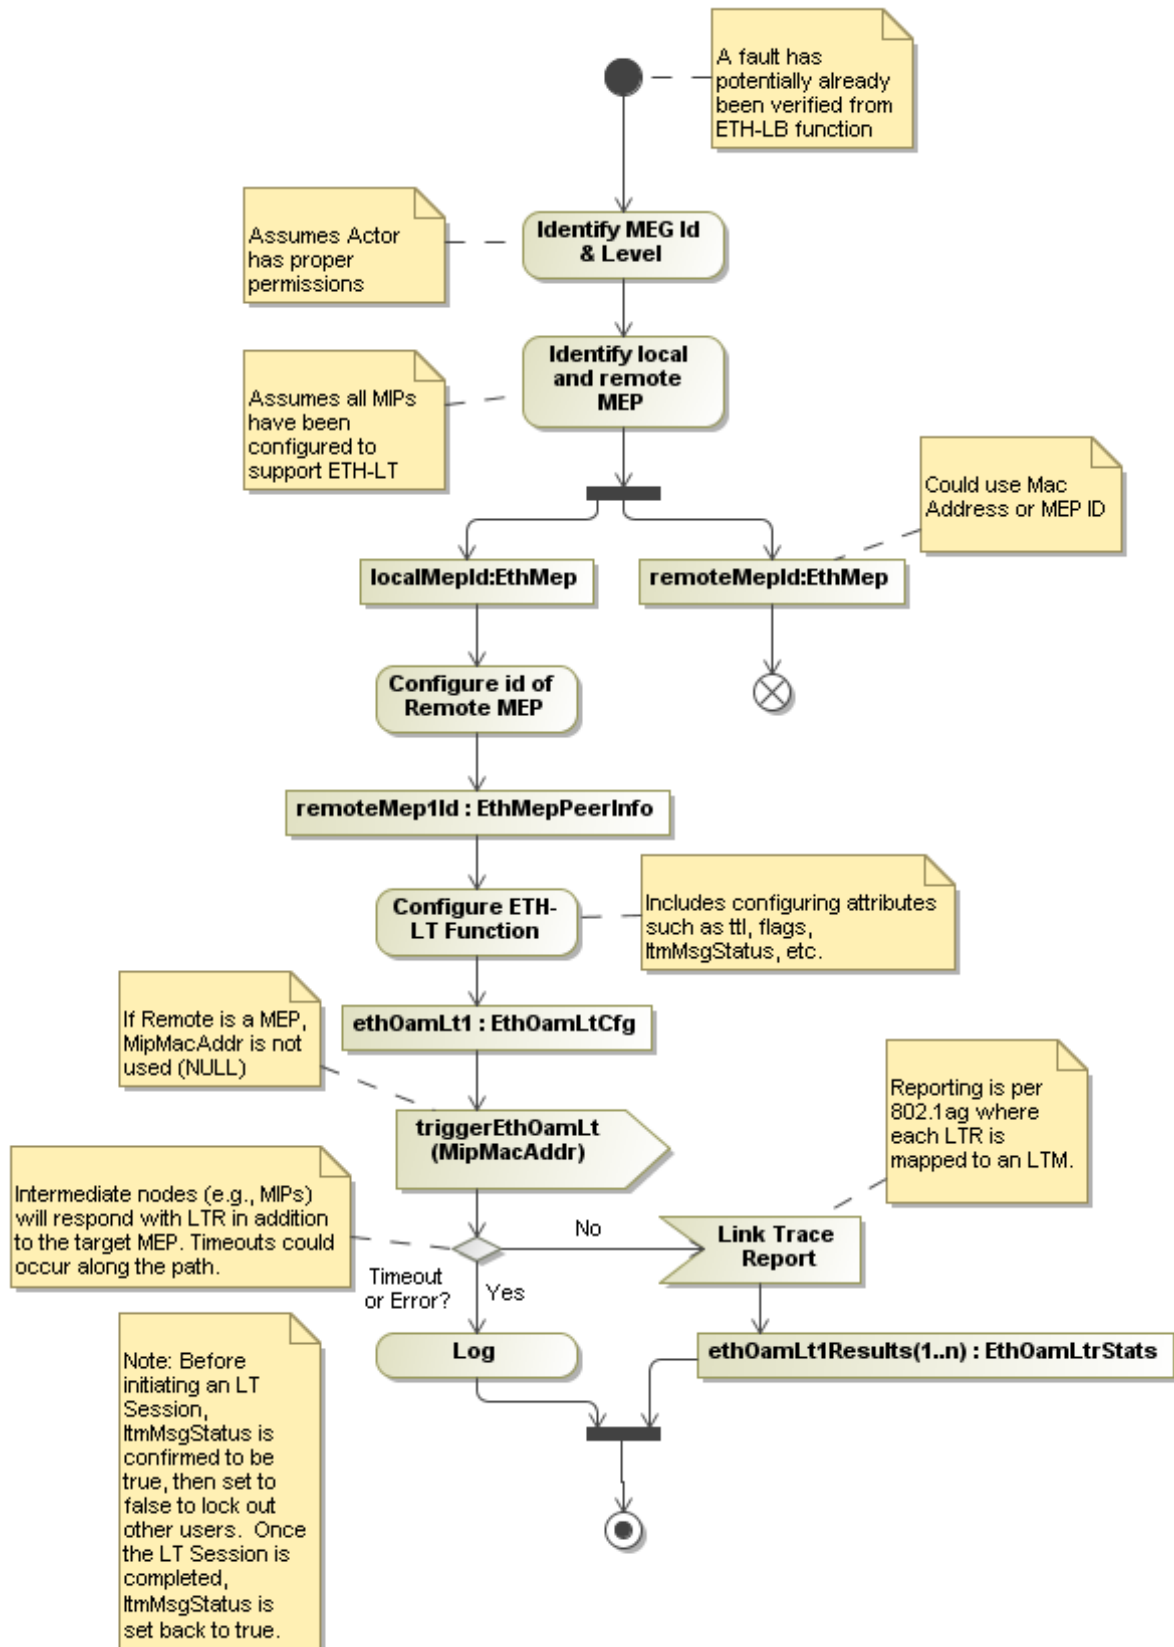 A fault has
potentially already
been verified from
ETH-LB function
Assumes Actor
has proper
permissions
Identify MEG Id
& Level
Assumes all MIPs
have been
configured to
support ETH-LT
Identify local
and remote
MEP
Could use Mac
Address or MEP ID
localMepId:EthMep
remoteMepId:EthMep
Configure id of
Remote MEP
remoteMep1Id : EthMepPeerInfo
Configure ETH-
LT Function
Includes configuring attributes
such as ttl, flags,
ltmMsgStatus, etc.
If Remote is a MEP,
MipMacAddr is not
used (NULL)
ethOamLt1 : EthOamLtCfg
Reporting is per
802.1ag where
each LTR is
mapped to an LTM.
triggerEthOamLt
(MipMacAddr)
Intermediate nodes (e.g., MIPs)
will respond with LTR in addition
to the target MEP. Timeouts could
occur along the path.
No
Link Trace
Report
Timeout
or Error?
Yes
Log
ethOamLt1Results(1..n) : EthOamLtrStats
Note: Before
initiating an LT
Session,
ltmMsgStatus is
confirmed to be
true, then set to
false to lock out
other users. Once
the LT Session is
completed,
ltmMsgStatus is
set back to true.